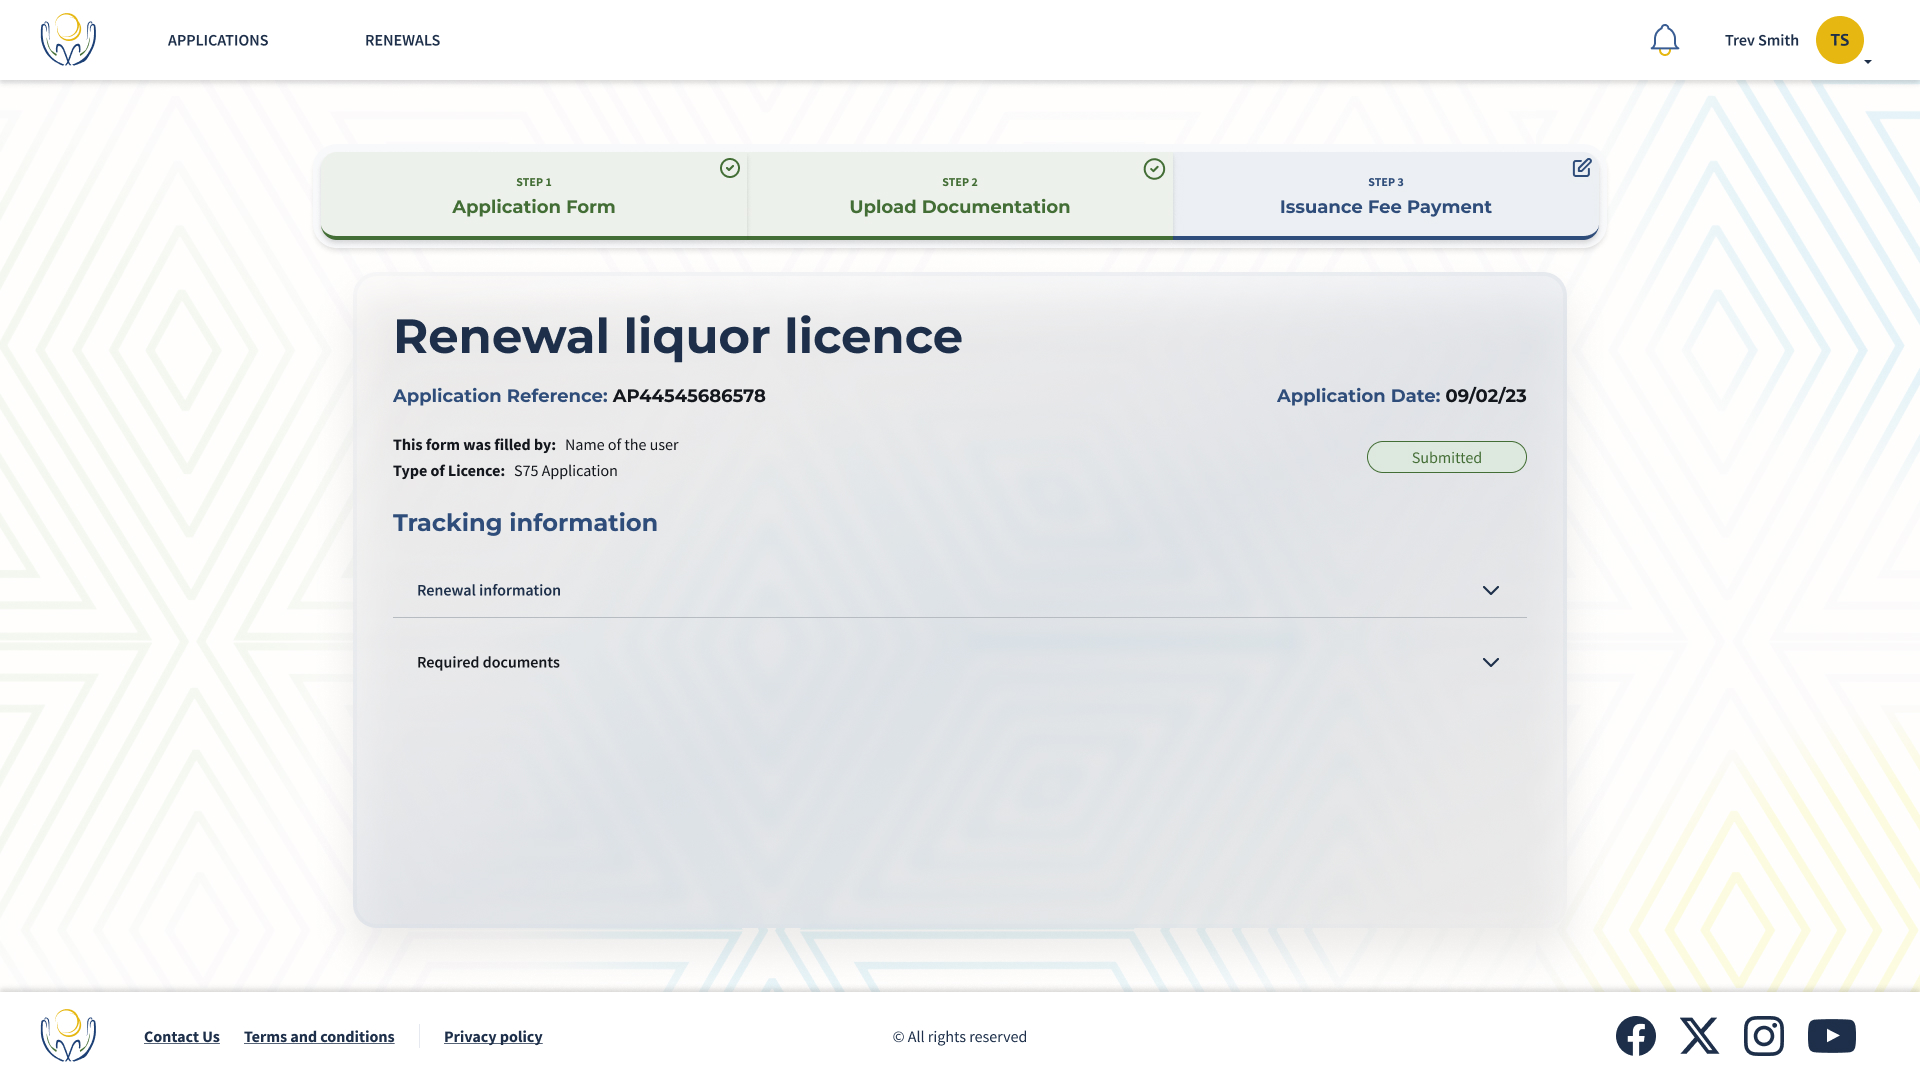 APPLICATIONS
RENEWALS
Trev Smith
TS
STEP 1
Application Form
STEP 2
Upload Documentation
STEP 3
Issuance Fee Payment
Renewal liquor licence
Application Reference: AP44545686578
Application Date: 09/02/23
This form was filled by: Name of the user
Type of Licence: S75 Application
Submitted
Tracking information
Renewal information
Required documents
Contact Us
Terms and conditions
Privacy policy
© All rights reserved